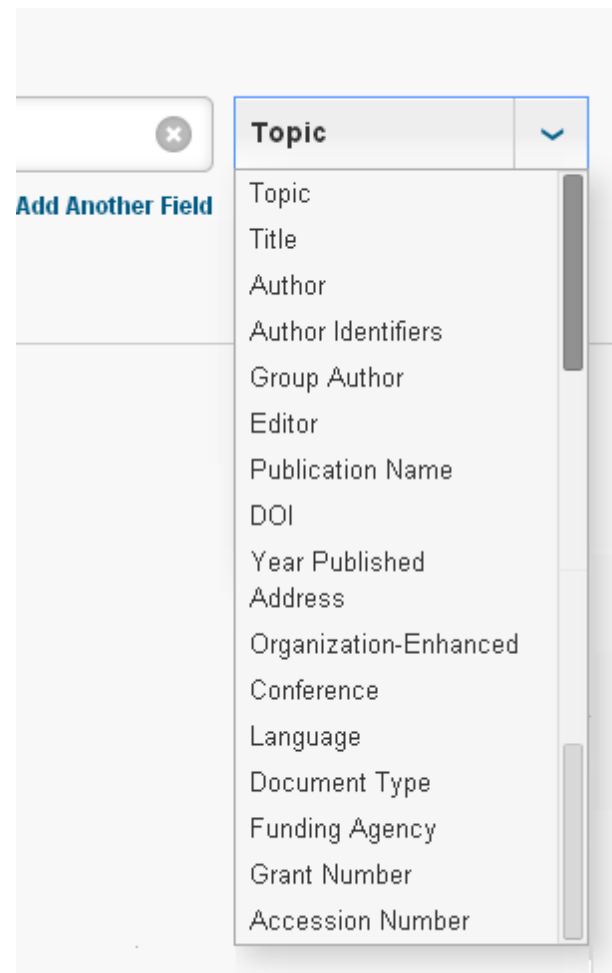 Topic
Add Another Field
Topic
Title
Author
Author Identifiers
Group Author
Editor
Publication Name
DOI
Year Published
Address
Organization-Enhanced
Conference
Language
Document Type
Funding Agency
Grant Number
Accession Number